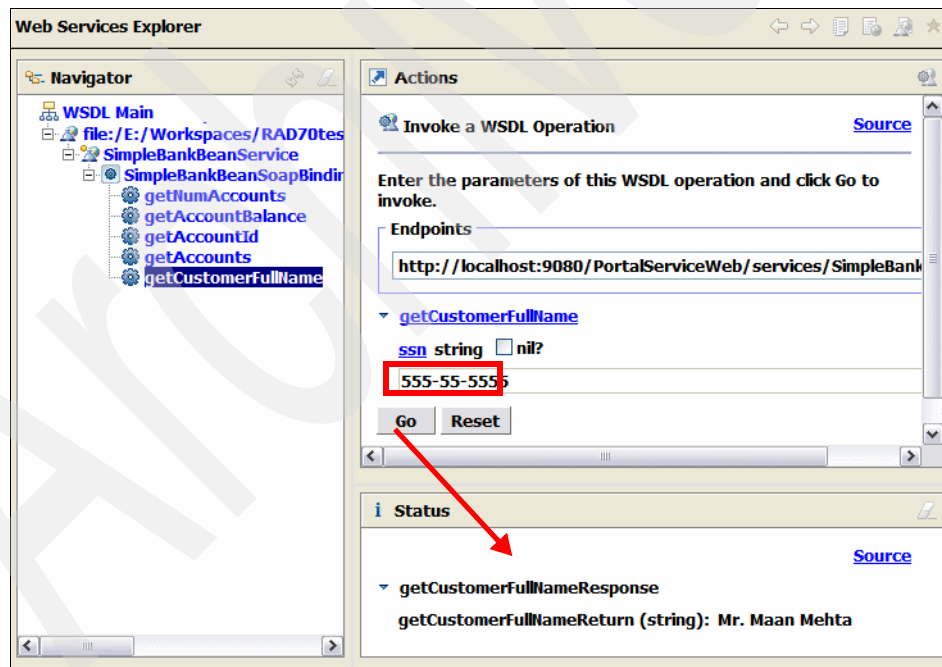 Web Services Explorer
Navigator
WSDL Main
file:/E:/Workspaces/RAD70tes
SimpleBankBeanService
SimpleBankBeanSoapBindin
getNumAccounts
getAccountBalance
getAccountId
getAccounts
getCustomerFullName
Actions
Invoke a WSDL Operation
Source
Enter the parameters of this WSDL operation and click Go to
invoke.
Endpoints
http://localhost:9080/PortalServiceWeb/services/SimpleBank
getCustomerFullName
ssn string nil?
555-55-5555
Go Reset
i Status
Source
getCustomerFullNameResponse
getCustomerFullNameReturn (string): Mr. Maan Mehta